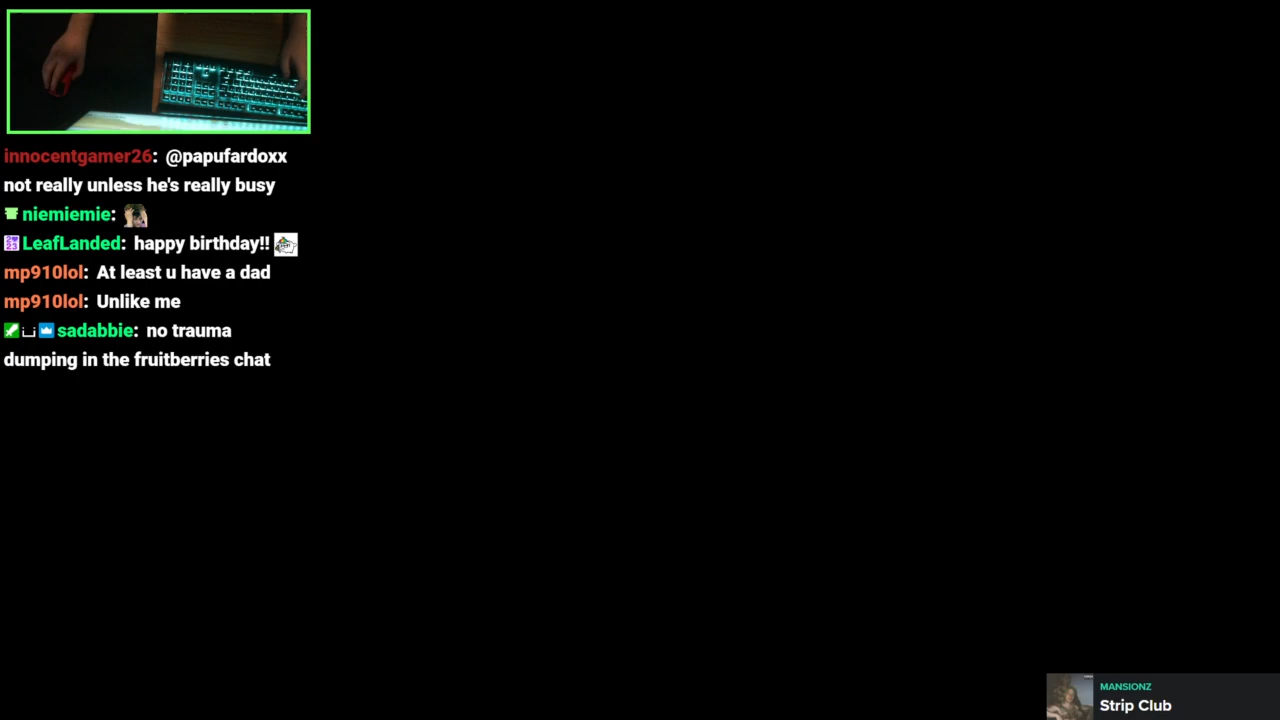 innocentgamer26: @papufardoxx
not really unless he's really busy
niemiemie:
LeafLanded: happy birthday!!
mp910lol: At least u have a dad
mp910lol: Unlike me
sadabbie: no trauma
dumping in the fruitberries chat
MANSIONZ
Strip Club